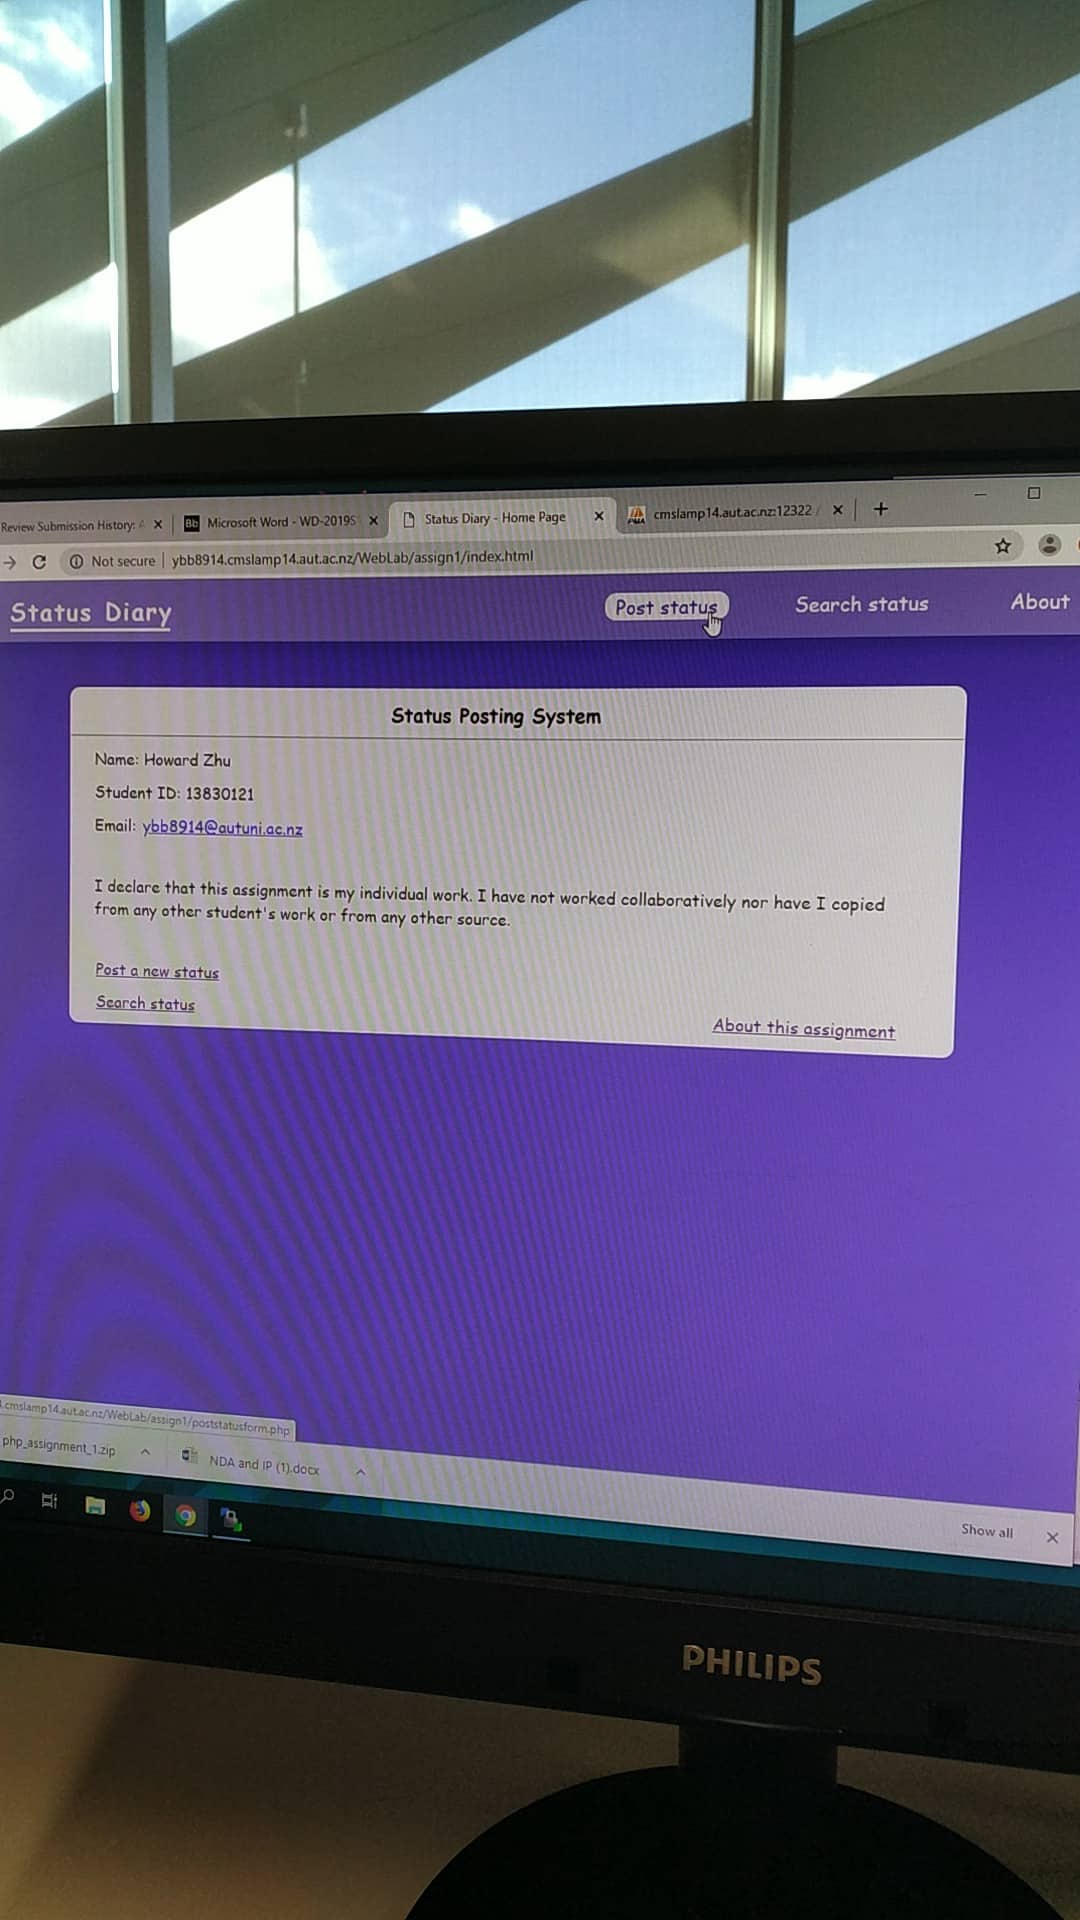 Review Submission History:
Bb Microsoft Word - WD-2019S
Status Diary - Home Page
PMA cmslamp14.aut.ac.nz:12322 /
Not secure | ybb8914.cmslamp14.aut.ac.nz/WebLab/assign1/index.html
Status Diary
Post status
Search status
About
Status Posting System
Name: Howard Zhu
Student ID: 13830121
Email: ybb8914@autuni.ac.nz
I declare that this assignment is my individual work. I have not worked collaboratively nor have I copied
from any other student's work or from any other source.
Post a new status
Search status
About this assignment
.cmslamp14.aut.ac.nz/WebLab/assign1/poststatusform.php
php_assignment_1.zip
NDA and IP (1).docx
Show all
PHILIPS